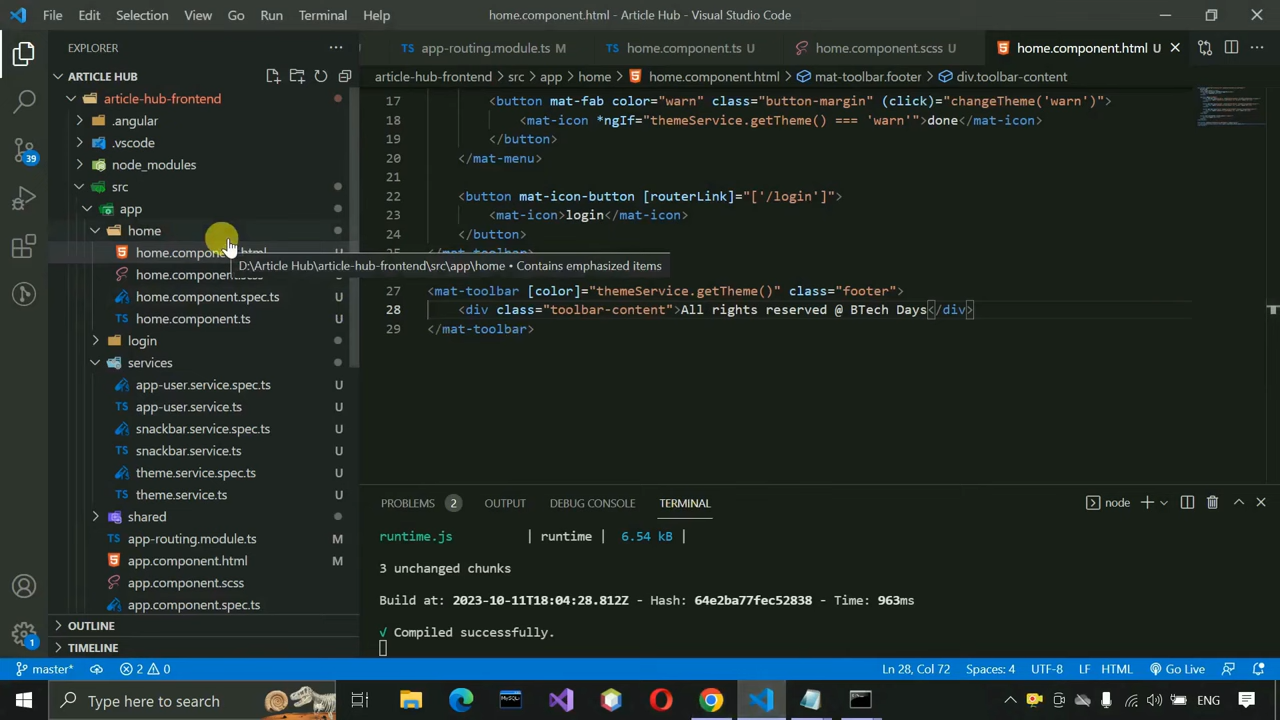 File Edit Selection View Go Run Terminal Help
home.component.html - Article Hub - Visual Studio Code
EXPLORER
ARTICLE HUB
article-hub-frontend
.angular
.vscode
node_modules
src
app
home
home.component.html
home.component.scss
home.component.spec.ts U
home.component.ts U
login
services
app-user.service.spec.ts U
app-user.service.ts U
snackbar.service.spec.ts U
snackbar.service.ts U
theme.service.spec.ts U
theme.service.ts U
shared
app-routing.module.ts M
app.component.html M
app.component.scss
app.component.spec.ts
OUTLINE
TIMELINE
D:\Article Hub\article-hub-frontend\src\app\home • Contains emphasized items
TS app-routing.module.ts M
TS home.component.ts U
home.component.scss U
home.component.html U
article-hub-frontend > src > app > home > home.component.html > mat-toolbar.footer > div.toolbar-content
17 <button mat-fab color="warn" class="button-margin" (click)="changeTheme('warn')">
18 <mat-icon *ngIf="themeService.getTheme() === 'warn'">done</mat-icon>
19 </button>
20 </mat-menu>
21
22 <button mat-icon-button [routerLink]="['/login']">
23 <mat-icon>login</mat-icon>
24 </button>
27 <mat-toolbar [color]="themeService.getTheme()" class="footer">
28 <div class="toolbar-content">All rights reserved @ BTech Days</div>
29 </mat-toolbar>
PROBLEMS 2 OUTPUT DEBUG CONSOLE TERMINAL
node
runtime.js | runtime | 6.54 kB |
3 unchanged chunks
Build at: 2023-10-11T18:04:28.812Z - Hash: 64e2ba77fec52838 - Time: 963ms
√ Compiled successfully.
39
1
master* 2 0
Ln 28, Col 72 Spaces: 4 UTF-8 LF HTML Go Live
Type here to search
MySQL
ENG